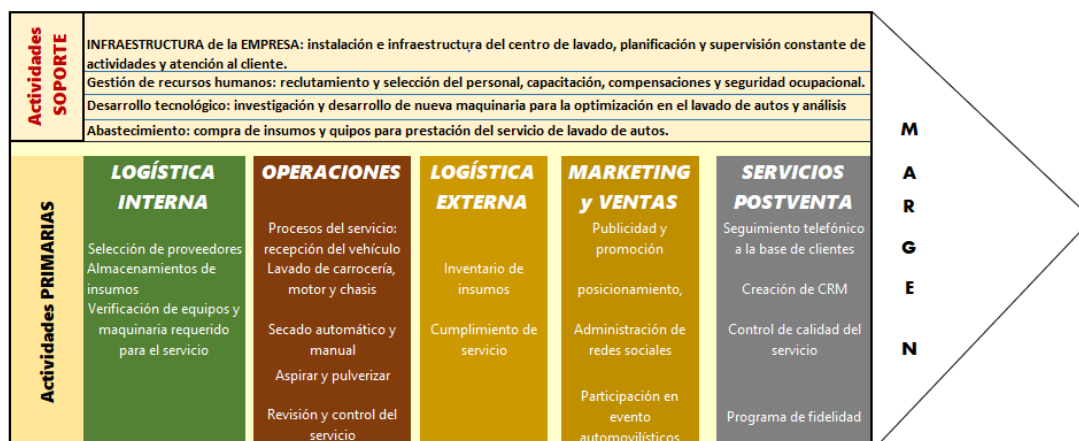 Actividades
SOPORTE
INFRAESTRUCTURA de la EMPRESA: instalación e infraestructura del centro de lavado, planificación y supervisión constante de
actividades y atención al cliente.
Gestión de recursos humanos: reclutamiento y selección del personal, capacitación, compensaciones y seguridad ocupacional.
Desarrollo tecnológico: investigación y desarrollo de nueva maquinaria para la optimización en el lavado de autos y análisis
Abastecimiento: compra de insumos y quipos para prestación del servicio de lavado de autos.
Actividades PRIMARIAS
LOGÍSTICA
INTERNA
Selección de proveedores
Almacenamientos de
insumos
Verificación de equipos y
maquinaria requerido
para el servicio
OPERACIONES
Procesos del servicio:
recepción del vehículo
Lavado de carrocería,
motor y chasis
Secado automático y
manual
Aspirar y pulverizar
Revisión y control del
servicio
LOGÍSTICA
EXTERNA
Inventario de
insumos
Cumplimiento de
servicio
MARKETING
y VENTAS
Publicidad y
promoción
posicionamiento,
Administración de
redes sociales
Participación en
evento
automovilísticos
SERVICIOS
POSTVENTA
Seguimiento telefónico
a la base de clientes
Creación de CRM
Control de calidad del
servicio
Programa de fidelidad
M
A
R
G
E
N